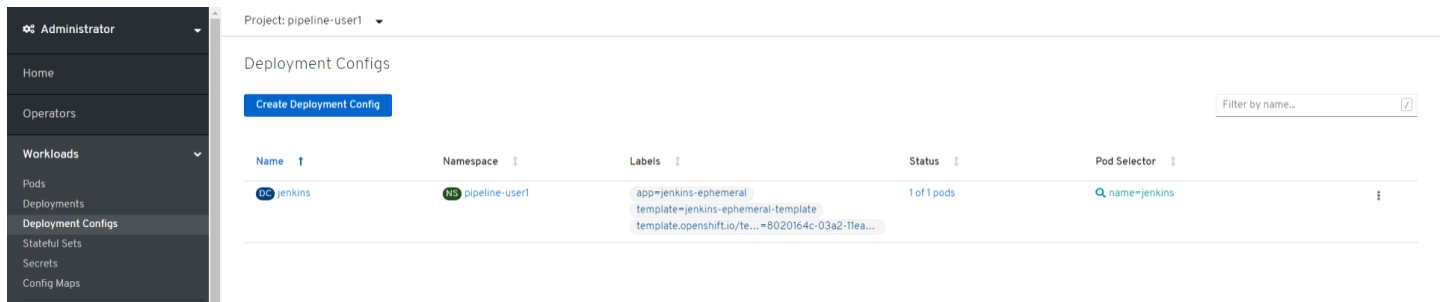 Administrator
Home
Operators
Workloads
Pods
Deployments
Deployment Configs
Stateful Sets
Secrets
Config Maps
Project: pipeline-user1
Deployment Configs
Create Deployment Config
Filter by name...
/
Name Namespace Labels Status Pod Selector
DC jenkins NS pipeline-user1 app=jenkins-ephemeral 1 of 1 pods name=jenkins
template=jenkins-ephemeral-template
template.openshift.io/te...=8020164c-03a2-11ea...